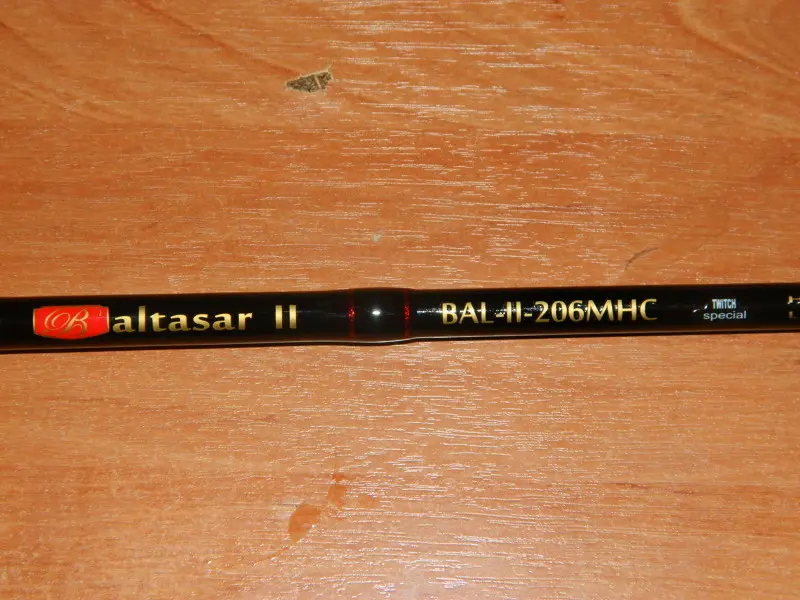 Baltasar II
BAL-II-206MHC
TWITCH
special